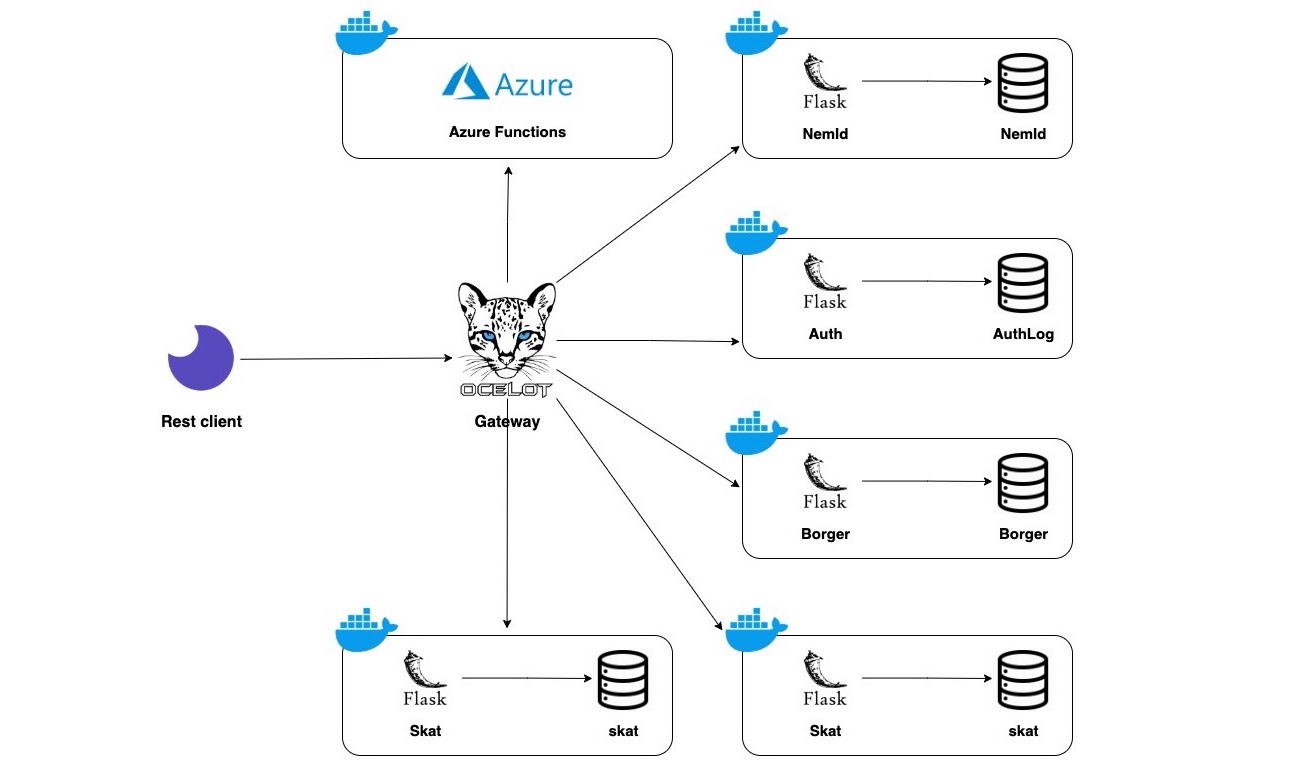 Azure
Azure Functions
Flask
NemId
NemId
Flask
Auth
AuthLog
Rest client
OCELOT
Gateway
Flask
Borger
Borger
Flask
Skat
skat
Flask
Skat
skat